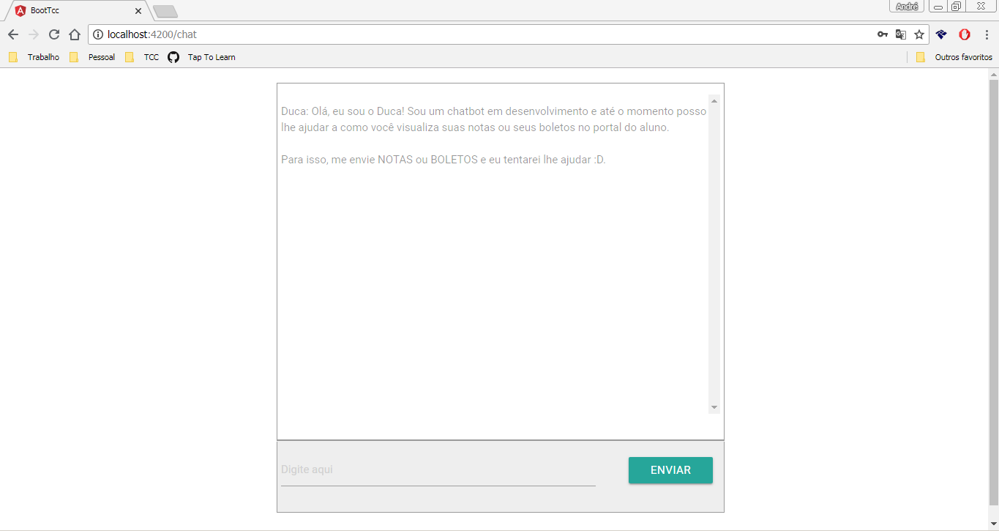 BootTcc
André
localhost:4200/chat
Trabalho Pessoal TCC Tap To Learn Outros favoritos
Duca: Olá, eu sou o Duca! Sou um chatbot em desenvolvimento e até o momento posso
lhe ajudar a como você visualiza suas notas ou seus boletos no portal do aluno.
Para isso, me envie NOTAS ou BOLETOS e eu tentarei lhe ajudar :D.
Digite aqui
ENVIAR